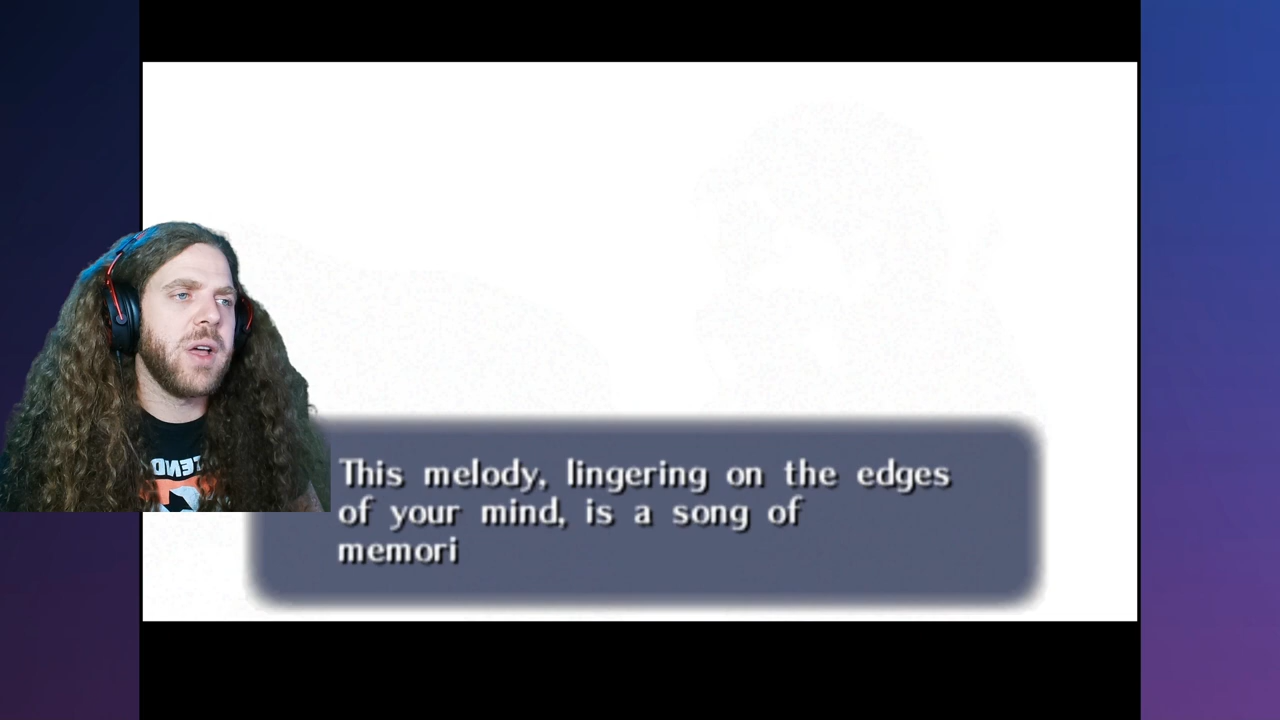 This melody, lingering on the edges
of your mind, is a song of
memori